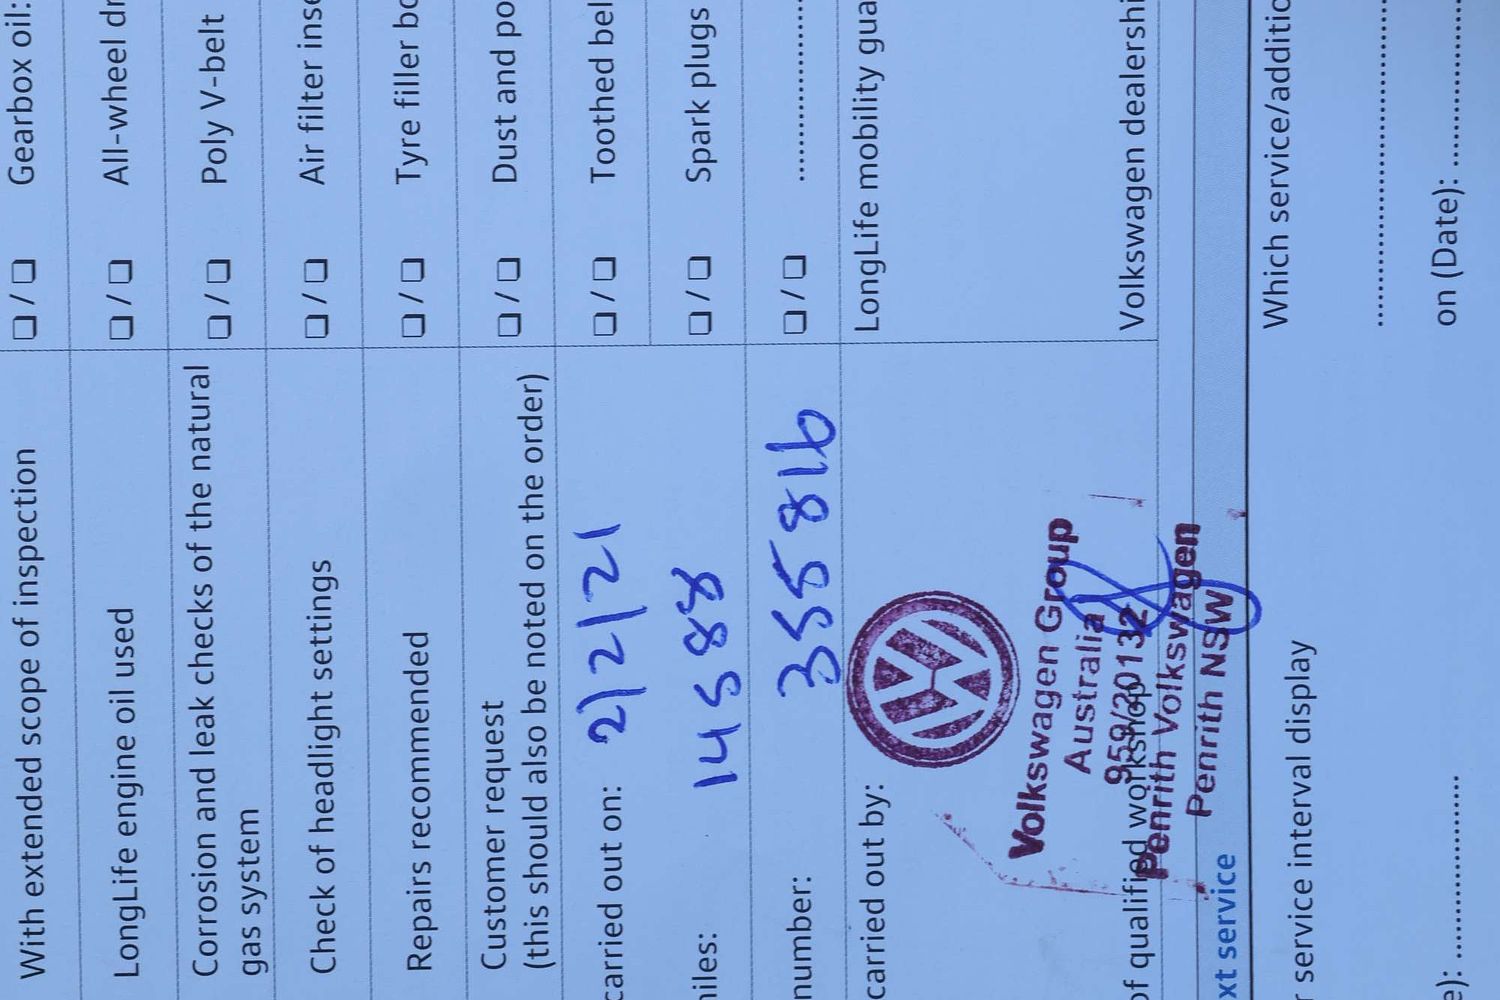 With extended scope of inspection
LongLife engine oil used
Corrosion and leak checks of the natural
gas system
Check of headlight settings
Repairs recommended
Customer request
(this should also be noted on the order)
carried out on: 2/2/21
niles: 14588
number: 355816
carried out by:
Volkswagen Group
Australia
959/20132
Penrith Volkswagen
Penrith NSW
of qualified workshop
xt service
r service interval display
e): ....................
❑ / ❑ Gearbox oil:
❑ / ❑ All-wheel dr
❑ / ❑ Poly V-belt
❑ / ❑ Air filter inse
❑ / ❑ Tyre filler bo
❑ / ❑ Dust and po
❑ / ❑ Toothed bel
❑ / ❑ Spark plugs
❑ / ❑ ....................
LongLife mobility gua
Volkswagen dealershi
Which service/additio
........................................
on (Date): ....................